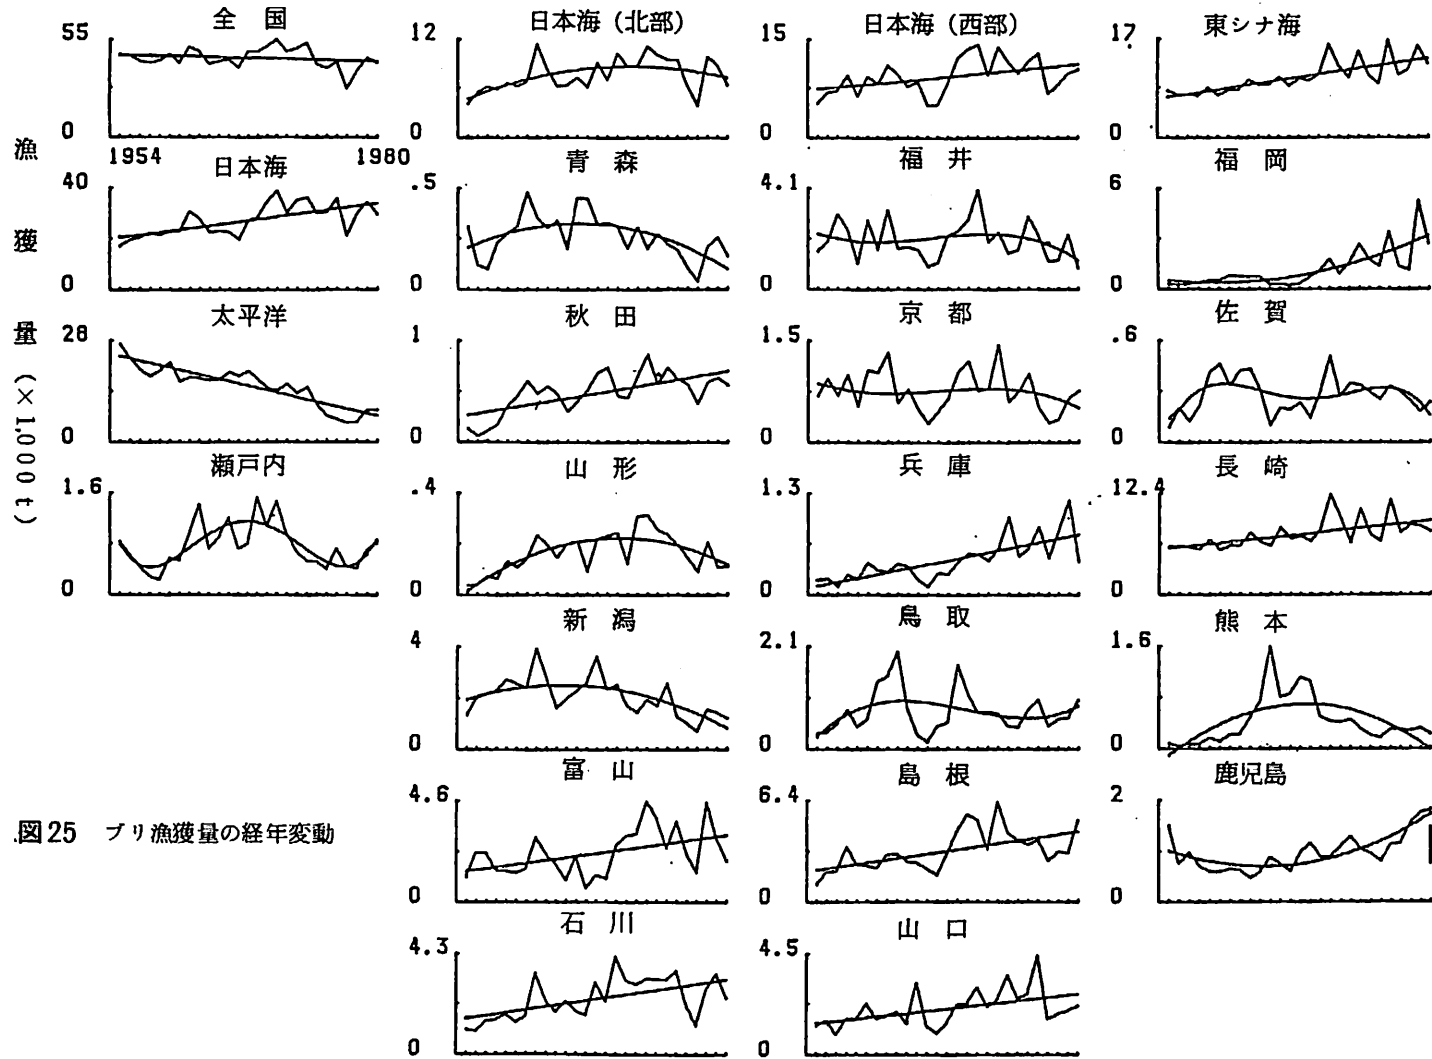 漁獲量（×1,000t）
全国
55
0
1954
1980
日本海
40
0
太平洋
28
0
瀬戸内
1.6
0
日本海（北部）
12
0
青森
.5
0
秋田
1
0
山形
.4
0
新潟
4
0
富山
4.6
0
石川
4.3
0
日本海（西部）
15
0
福井
4.1
0
京都
1.5
0
兵庫
1.3
0
鳥取
2.1
0
島根
6.4
0
山口
4.5
0
東シナ海
17
0
福岡
6
0
佐賀
.6
0
長崎
12.4
0
熊本
1.6
0
鹿児島
2
0
図25 ブリ漁獲量の経年変動